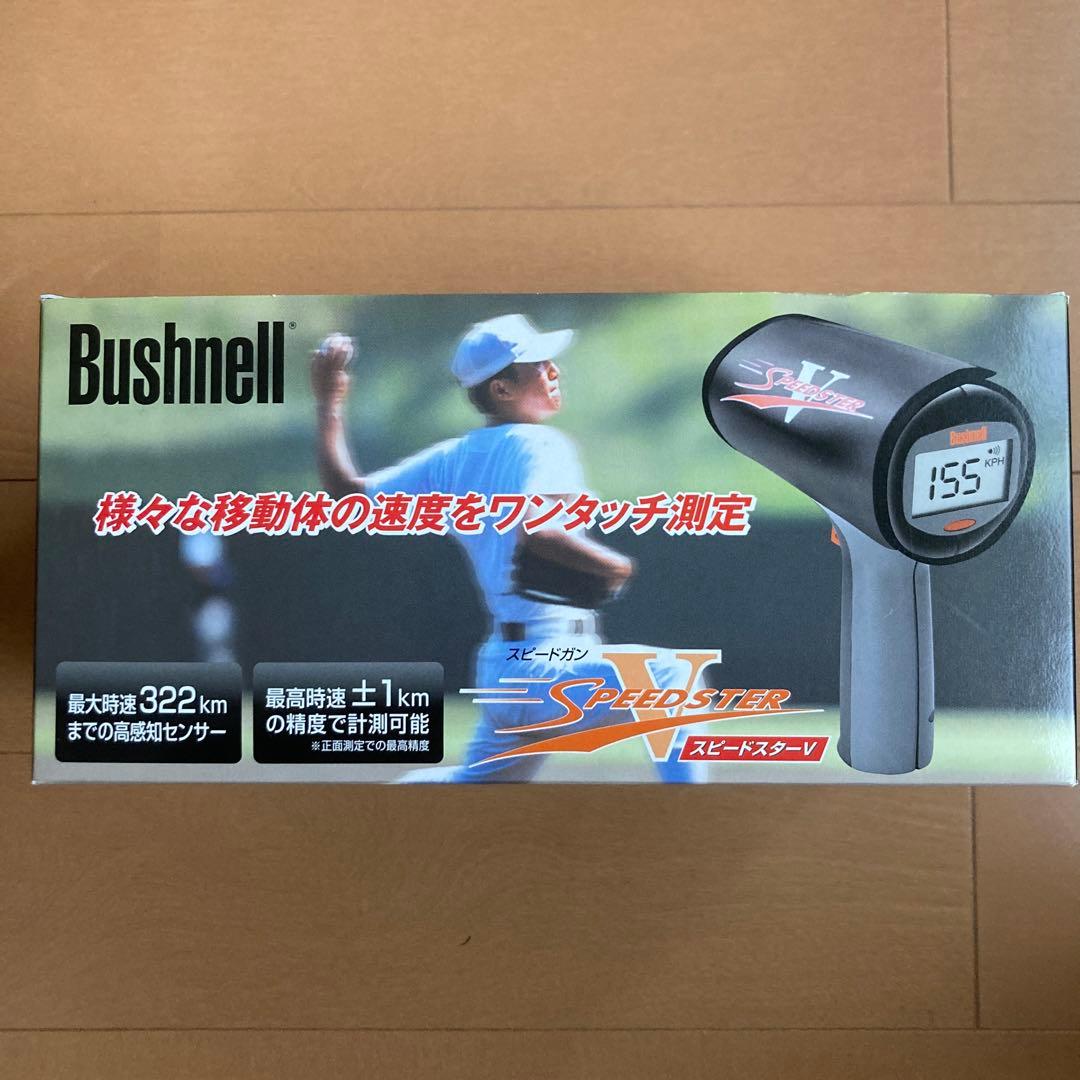 Bushnell®
V
SPEEDSTER
Bushnell
155 KPH
様々な移動体の速度をワンタッチ測定
最大時速322km
までの高感知センサー
最高時速±1km
の精度で計測可能
※正面測定での最高精度
スピードガン
V
SPEEDSTER
スピードスターV